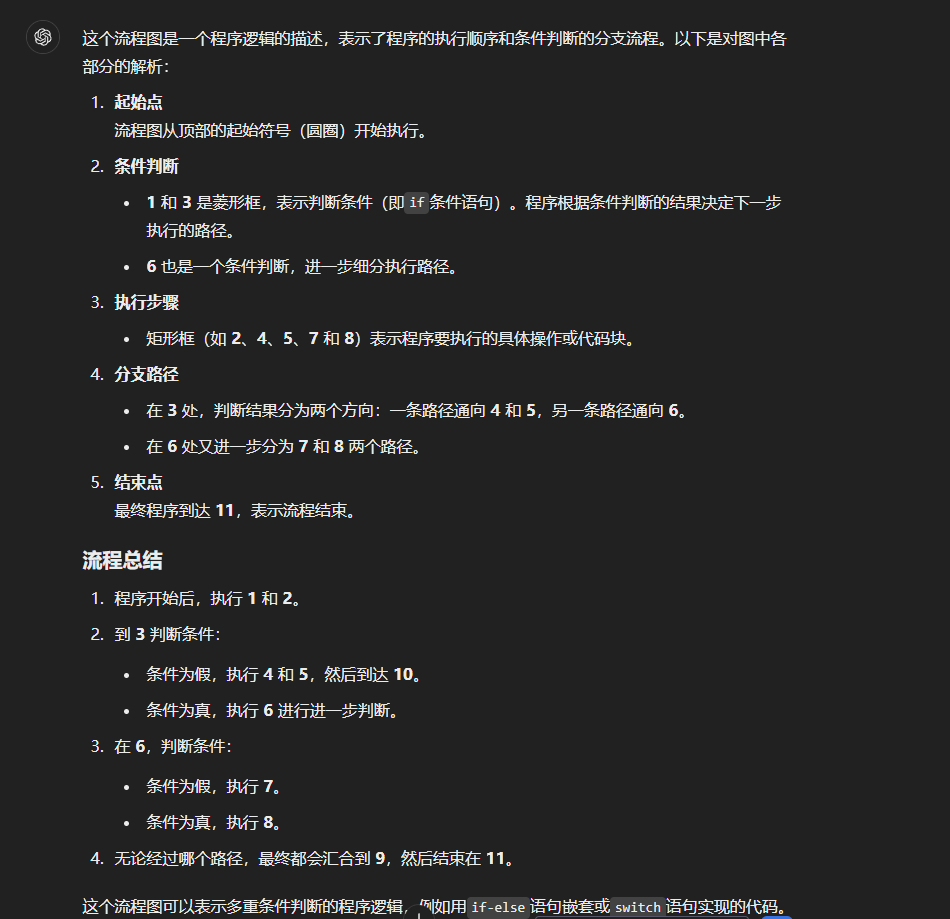 这个流程图是一个程序逻辑的描述，表示了程序的执行顺序和条件判断的分支流程。以下是对图中各
部分的解析：
1. 起始点
流程图从顶部的起始符号（圆圈）开始执行。
2. 条件判断
• 1 和 3 是菱形框，表示判断条件（即 if 条件语句）。程序根据条件判断的结果决定下一步
执行的路径。
• 6 也是一个条件判断，进一步细分执行路径。
3. 执行步骤
• 矩形框（如 2、4、5、7 和 8）表示程序要执行的具体操作或代码块。
4. 分支路径
• 在 3 处，判断结果分为两个方向：一条路径通向 4 和 5，另一条路径通向 6。
• 在 6 处又进一步分为 7 和 8 两个路径。
5. 结束点
最终程序到达 11，表示流程结束。
流程总结
1. 程序开始后，执行 1 和 2。
2. 到 3 判断条件：
• 条件为假，执行 4 和 5，然后到达 10。
• 条件为真，执行 6 进行进一步判断。
3. 在 6，判断条件：
• 条件为假，执行 7。
• 条件为真，执行 8。
4. 无论经过哪个路径，最终都会汇合到 9，然后结束在 11。
这个流程图可以表示多重条件判断的程序逻辑，例如用 if-else 语句嵌套或 switch 语句实现的代码。